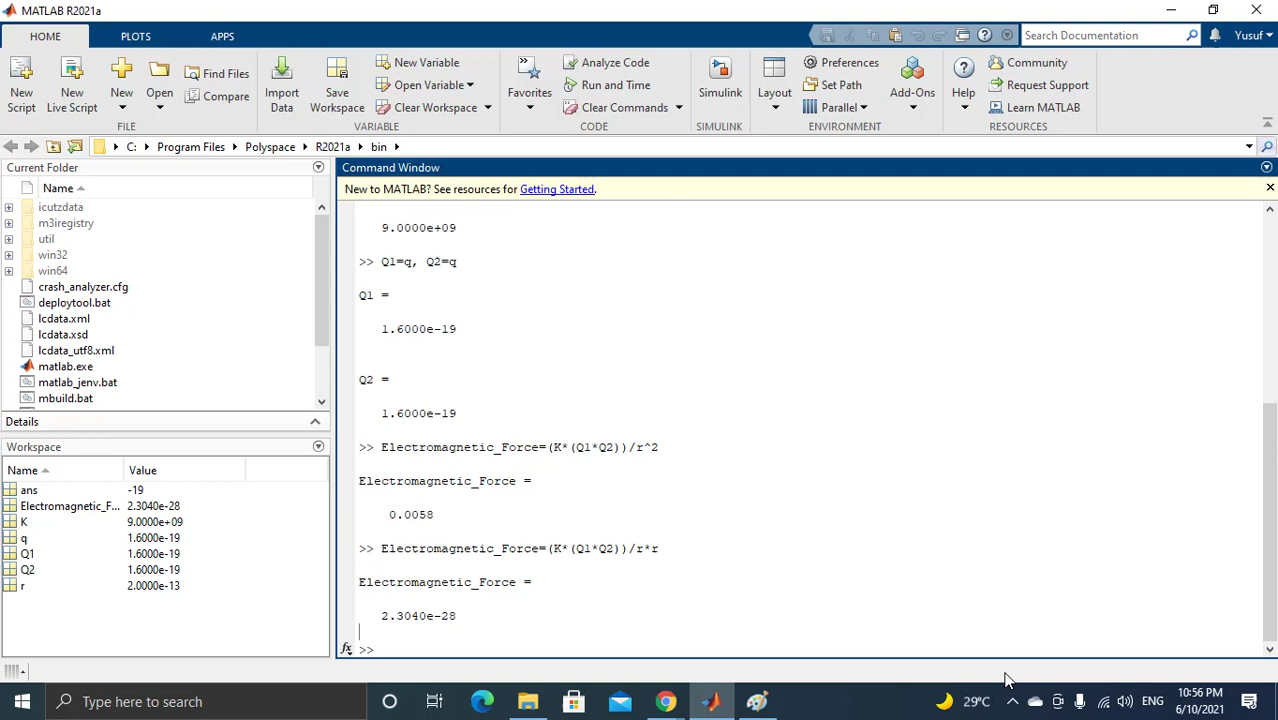 MATLAB R2021a
HOME PLOTS APPS
Search Documentation Yusuf
New Script
New Live Script
New
Open
Find Files
Compare
FILE
Import Data
Save Workspace
New Variable
Open Variable
Clear Workspace
VARIABLE
Favorites
Analyze Code
Run and Time
Clear Commands
CODE
Simulink
SIMULINK
Layout
Preferences
Set Path
Parallel
Add-Ons
ENVIRONMENT
Help
Community
Request Support
Learn MATLAB
RESOURCES
C: Program Files Polyspace R2021a bin
Current Folder
Name
icutzdata
m3iregistry
util
win32
win64
crash_analyzer.cfg
deploytool.bat
lcdata.xml
lcdata.xsd
lcdata_utf8.xml
matlab.exe
matlab_jenv.bat
mbuild.bat
Details
Workspace
Name Value
ans -19
Electromagnetic_F... 2.3040e-28
K 9.0000e+09
q 1.6000e-19
Q1 1.6000e-19
Q2 1.6000e-19
r 2.0000e-13
Command Window
New to MATLAB? See resources for Getting Started.
9.0000e+09
>> Q1=q, Q2=q
Q1 =
1.6000e-19
Q2 =
1.6000e-19
>> Electromagnetic_Force=(K*(Q1*Q2))/r^2
Electromagnetic_Force =
0.0058
>> Electromagnetic_Force=(K*(Q1*Q2))/r*r
Electromagnetic_Force =
2.3040e-28
fx >>
Type here to search
29°C
ENG
10:56 PM
6/10/2021